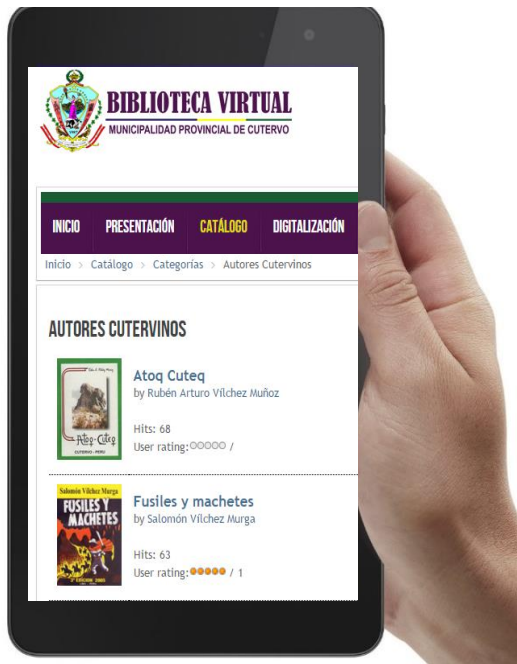 BIBLIOTECA VIRTUAL
MUNICIPALIDAD PROVINCIAL DE CUTERVO
INICIO PRESENTACIÓN CATÁLOGO DIGITALIZACIÓN
Inicio > Catálogo > Categorías > Autores Cutervinos
AUTORES CUTERVINOS
Atoq Cuteq
by Rubén Arturo Vílchez Muñoz
Hits: 68
User rating: /
Atoq-Cuteq
CUTERVO - PERU
Fusiles y machetes
by Salomón Vílchez Murga
Hits: 63
User rating: / 1
Salomón Vílchez Murga
FUSILES Y
MACHETES